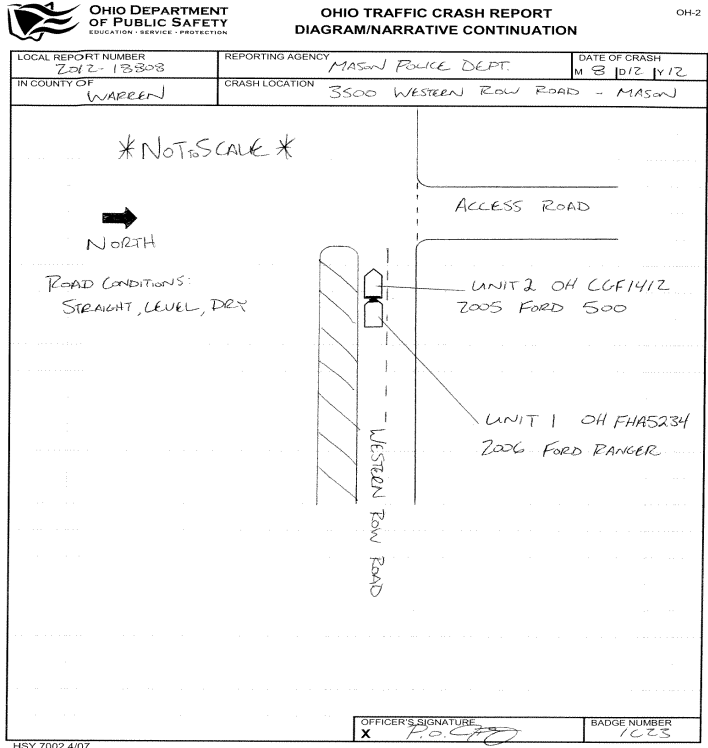 OHIO DEPARTMENT
OF PUBLIC SAFETY
EDUCATION · SERVICE · PROTECTION
OHIO TRAFFIC CRASH REPORT
DIAGRAM/NARRATIVE CONTINUATION
OH-2
LOCAL REPORT NUMBER
2012-13308
REPORTING AGENCY
MASON POLICE DEPT.
DATE OF CRASH
M 8 D 12 Y 12
IN COUNTY OF
WARREN
CRASH LOCATION
3500 WESTERN ROW ROAD - MASON
* NOT TO SCALE *
ACCESS ROAD
NORTH
ROAD CONDITIONS:
STRAIGHT, LEVEL, DRY
UNIT 2 OH CGF1412
2005 FORD 500
UNIT 1 OH FHA5234
2006 FORD RANGER
WESTERN ROW ROAD
OFFICER'S SIGNATURE
X P.O.
BADGE NUMBER
1C23
HSY 7002 4/07